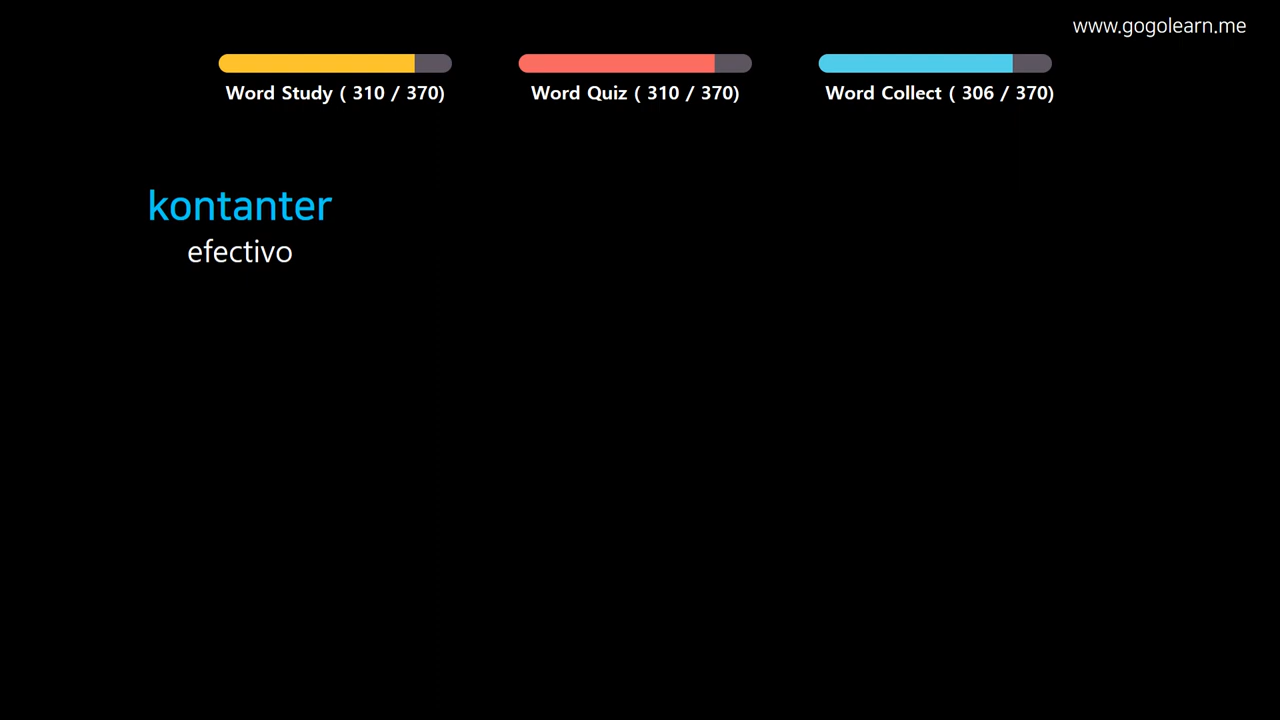 www.gogolearn.me
Word Study ( 310 / 370)
Word Quiz ( 310 / 370)
Word Collect ( 306 / 370)
kontanter
efectivo